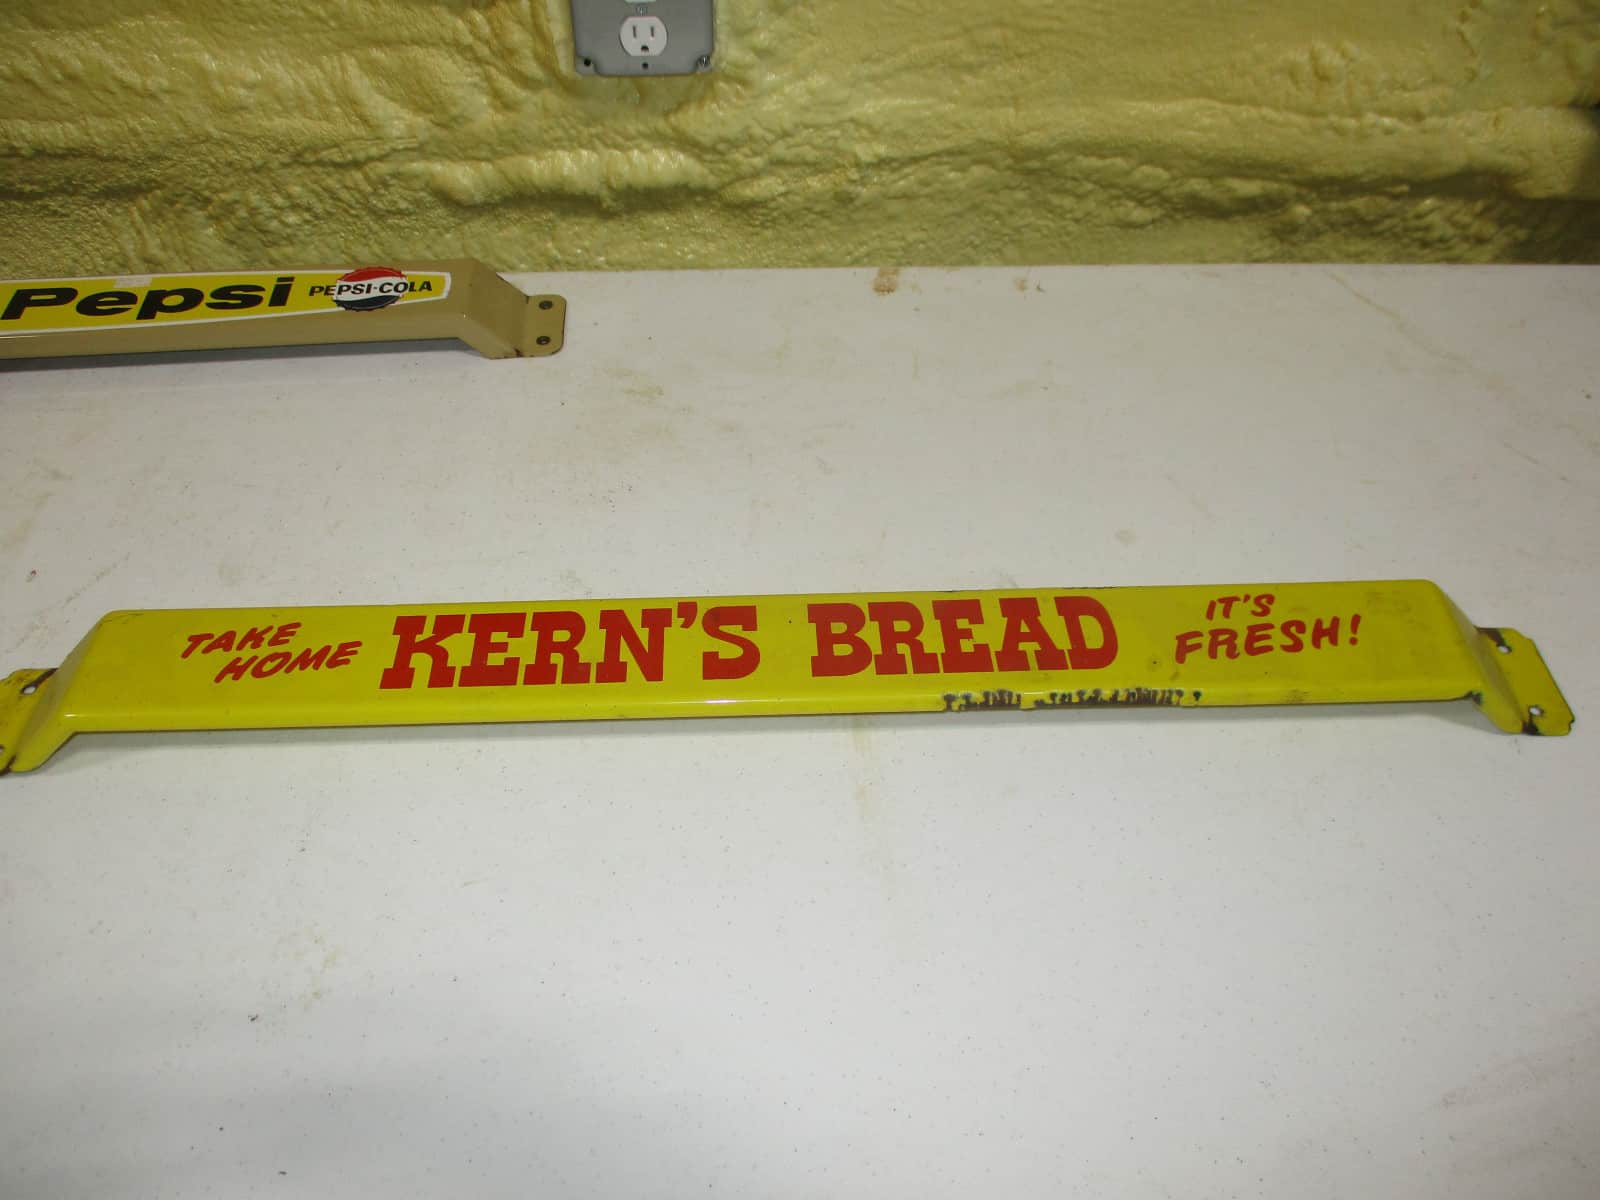 Pepsi PEPSI-COLA
TAKE
HOME
KERN'S BREAD
IT'S
FRESH!